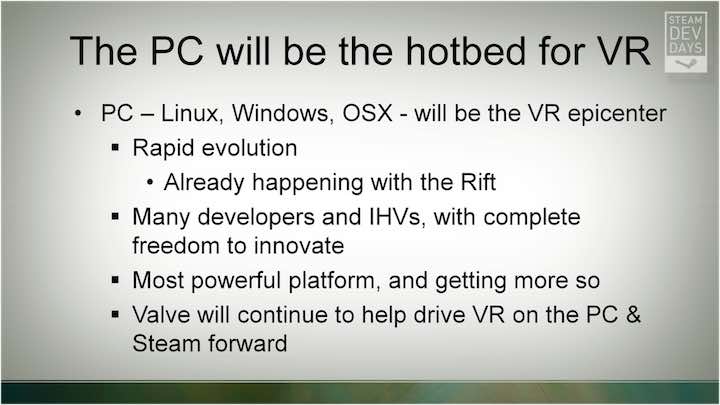 The PC will be the hotbed for VR
STEAM
DEV
DAYS
• PC – Linux, Windows, OSX - will be the VR epicenter
▪ Rapid evolution
• Already happening with the Rift
▪ Many developers and IHVs, with complete
freedom to innovate
▪ Most powerful platform, and getting more so
▪ Valve will continue to help drive VR on the PC &
Steam forward